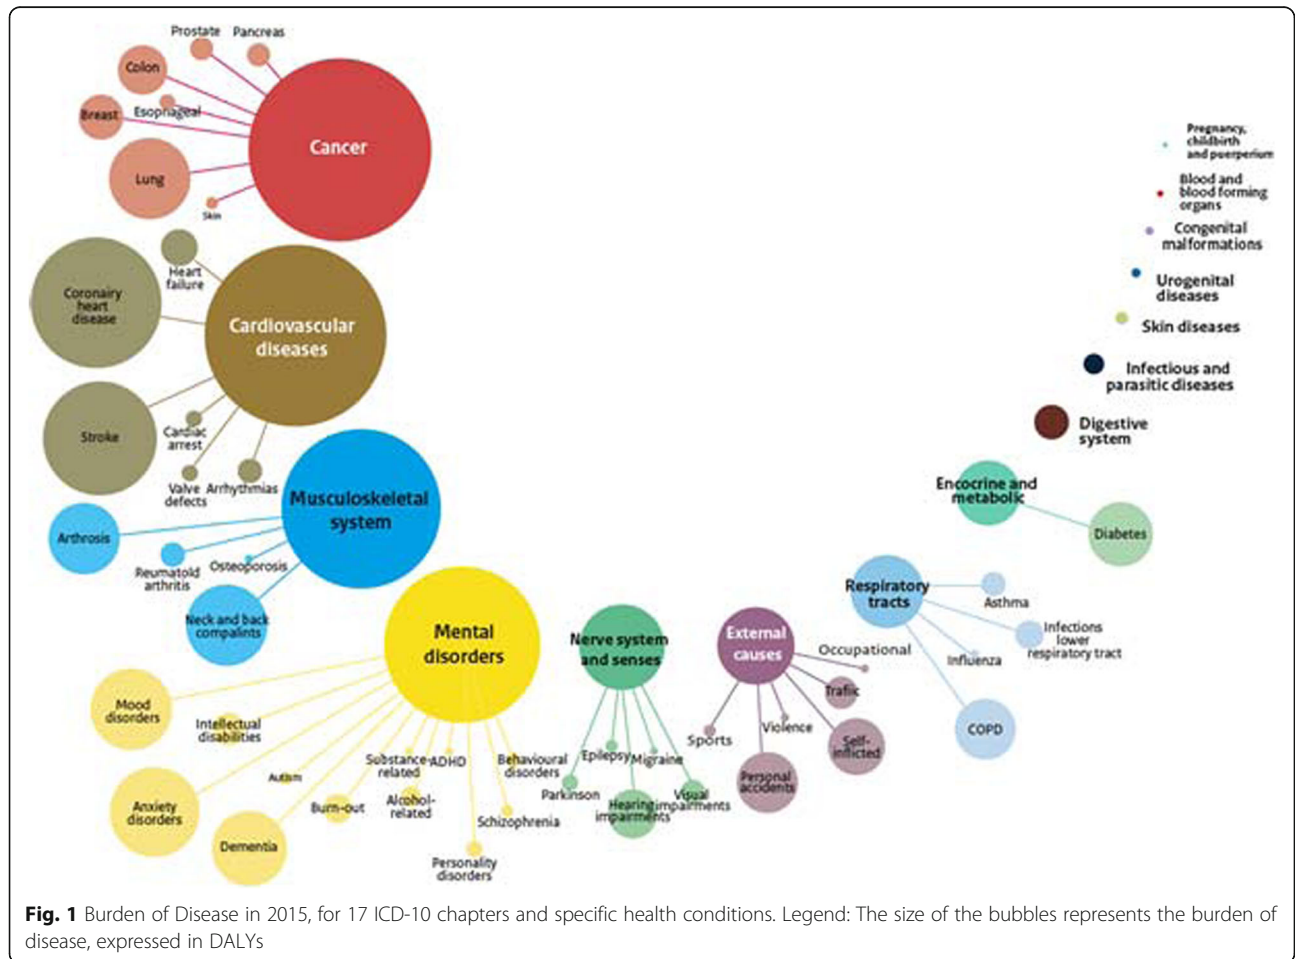 Prostate
Pancreas
Colon
Esophageal
Breast
Cancer
Lung
Skin
Heart
failure
Coronairy
heart
disease
Cardiovascular
diseases
Stroke
Cardiac
arrest
Valve
defects
Arrhythmias
Musculoskeletal
system
Arthrosis
Reumatoid
arthritis
Osteoporosis
Neck and back
compalints
Mental
disorders
Mood
disorders
Intellectual
disabilities
Autism
Anxiety
disorders
Dementia
Burn-out
Substance-
related
ADHD
Alcohol-
related
Behavioural
disorders
Schizophrenia
Personality
disorders
Nerve system
and senses
Parkinson
Epilepsy
Migraine
Hearing
impairments
Visual
impairments
External
causes
Occupational
Traffic
Violence
Sports
Self-
inflicted
Personal
accidents
Respiratory
tracts
Asthma
Infections
lower
respiratory tract
Influenza
COPD
Encocrine and
metabolic
Diabetes
Digestive
system
Infectious and
parasitic diseases
Skin diseases
Urogenital
diseases
Congenital
malformations
Blood and
blood forming
organs
Pregnancy,
childbirth
and puerperium
Fig. 1 Burden of Disease in 2015, for 17 ICD-10 chapters and specific health conditions. Legend: The size of the bubbles represents the burden of
disease, expressed in DALYs